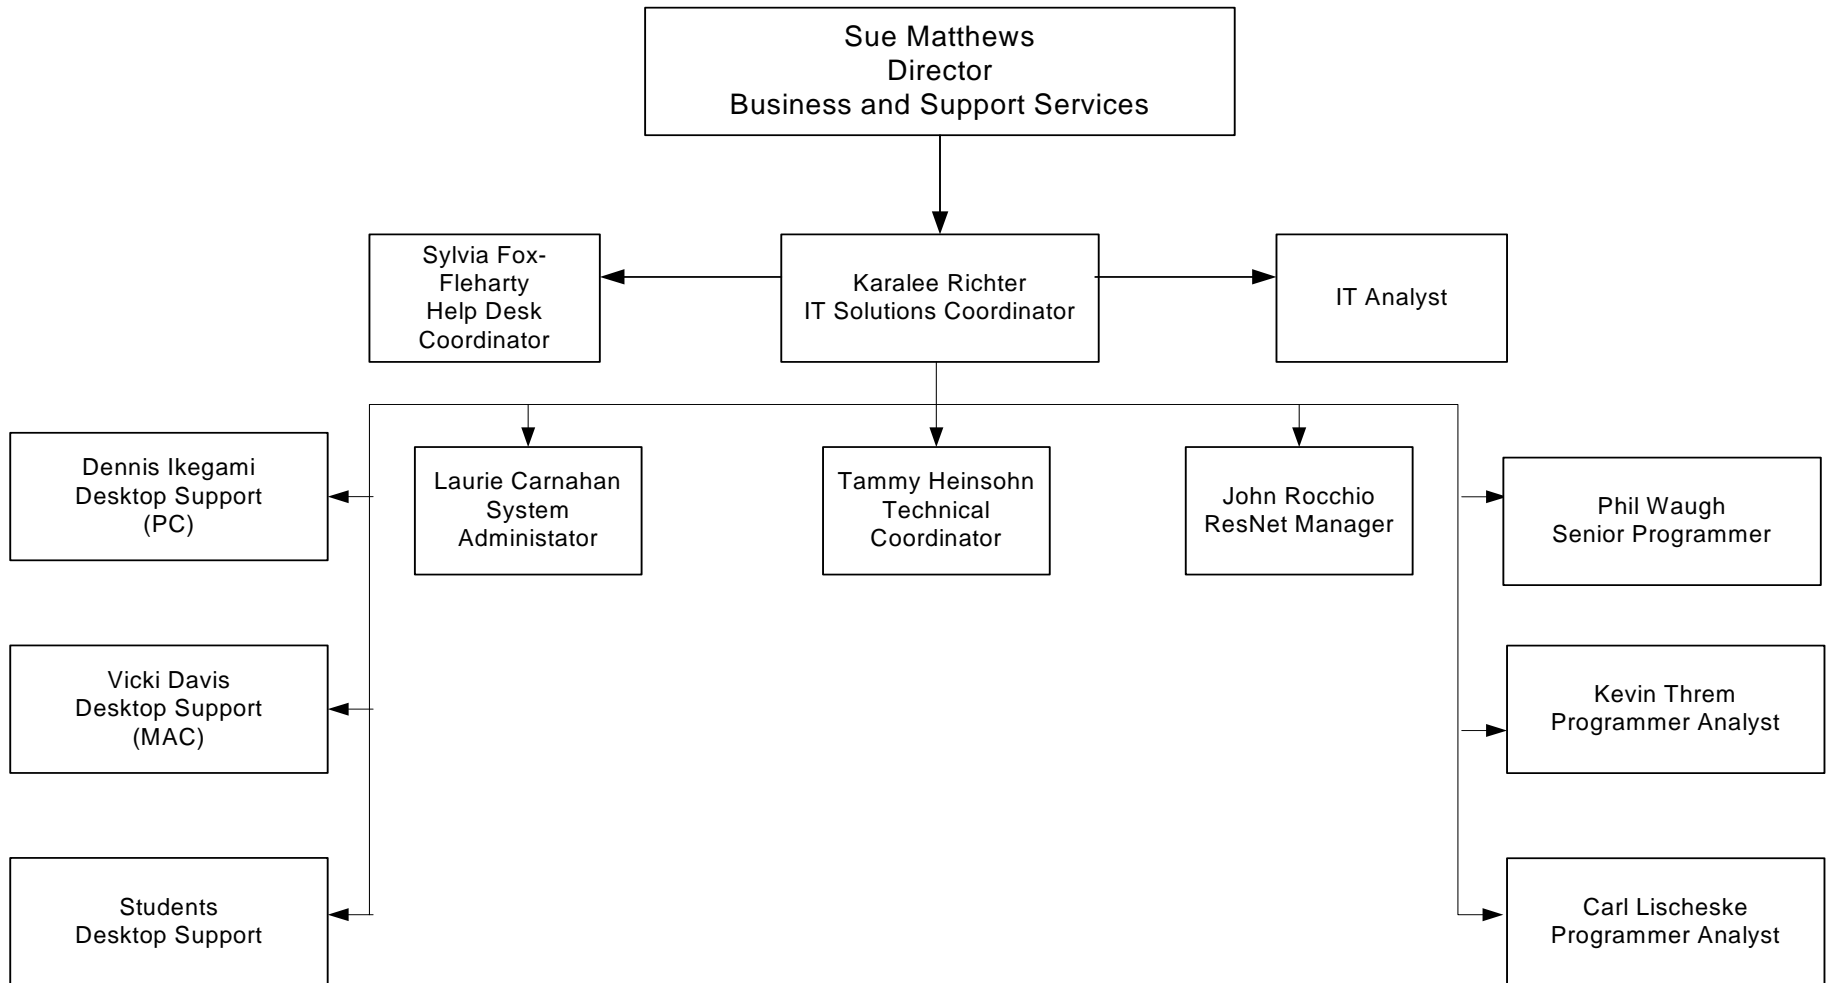 Sue Matthews
Director
Business and Support Services
Sylvia Fox-
Fleharty
Help Desk
Coordinator
Karalee Richter
IT Solutions Coordinator
IT Analyst
Dennis Ikegami
Desktop Support
(PC)
Laurie Carnahan
System
Administator
Tammy Heinsohn
Technical
Coordinator
John Rocchio
ResNet Manager
Phil Waugh
Senior Programmer
Vicki Davis
Desktop Support
(MAC)
Kevin Threm
Programmer Analyst
Students
Desktop Support
Carl Lischeske
Programmer Analyst